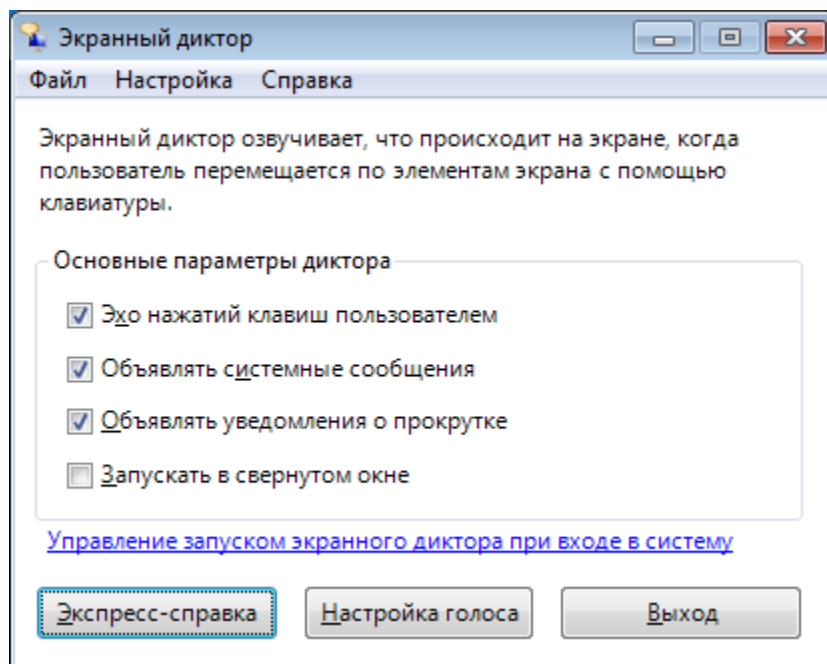 Экранный диктор
Файл Настройка Справка
Экранный диктор озвучивает, что происходит на экране, когда
пользователь перемещается по элементам экрана с помощью
клавиатуры.
Основные параметры диктора
Эхо нажатий клавиш пользователем
Объявлять системные сообщения
Объявлять уведомления о прокрутке
Запускать в свернутом окне
Управление запуском экранного диктора при входе в систему
Экспресс-справка Настройка голоса Выход